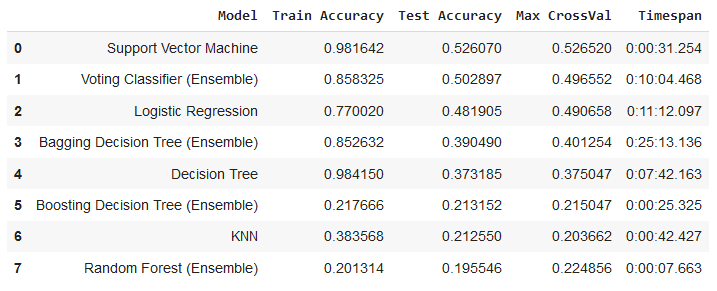 Model Train Accuracy Test Accuracy Max CrossVal Timespan
0 Support Vector Machine 0.981642 0.526070 0.526520 0:00:31.254
1 Voting Classifier (Ensemble) 0.858325 0.502897 0.496552 0:10:04.468
2 Logistic Regression 0.770020 0.481905 0.490658 0:11:12.097
3 Bagging Decision Tree (Ensemble) 0.852632 0.390490 0.401254 0:25:13.136
4 Decision Tree 0.984150 0.373185 0.375047 0:07:42.163
5 Boosting Decision Tree (Ensemble) 0.217666 0.213152 0.215047 0:00:25.325
6 KNN 0.383568 0.212550 0.203662 0:00:42.427
7 Random Forest (Ensemble) 0.201314 0.195546 0.224856 0:00:07.663